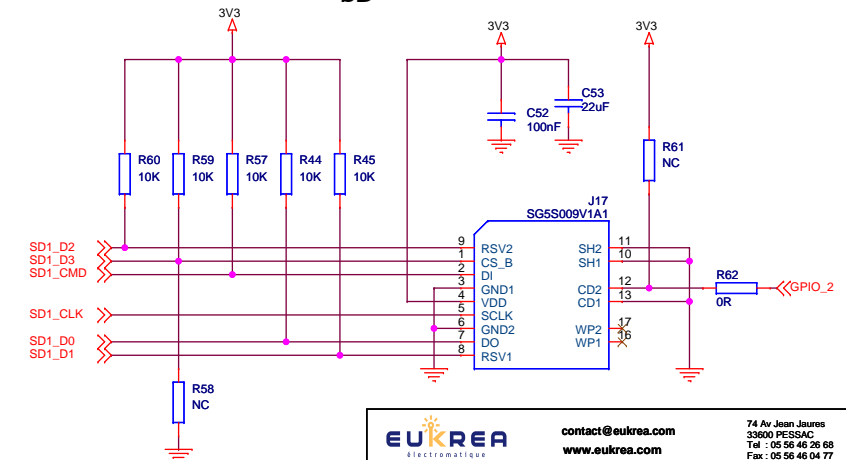 3V3
3V3
3V3
C53
22uF
C52
100nF
R60
10K
R59
10K
R57
10K
R44
10K
R45
10K
R61
NC
J17
SG5S009V1A1
SD1_D2
SD1_D3
SD1_CMD
SD1_CLK
SD1_D0
SD1_D1
9 RSV2
1 CS_B
2 DI
3 GND1
4 VDD
5 SCLK
6 GND2
7 DO
8 RSV1
SH2 11
SH1 10
CD2 12
CD1 13
WP2 17
WP1 16
R62
0R
GPIO_2
R58
NC
EUKREA
électromatique
contact@eukrea.com
www.eukrea.com
74 Av Jean Jaures
33600 PESSAC
Tel : 05 56 46 26 68
Fax : 05 56 46 04 77